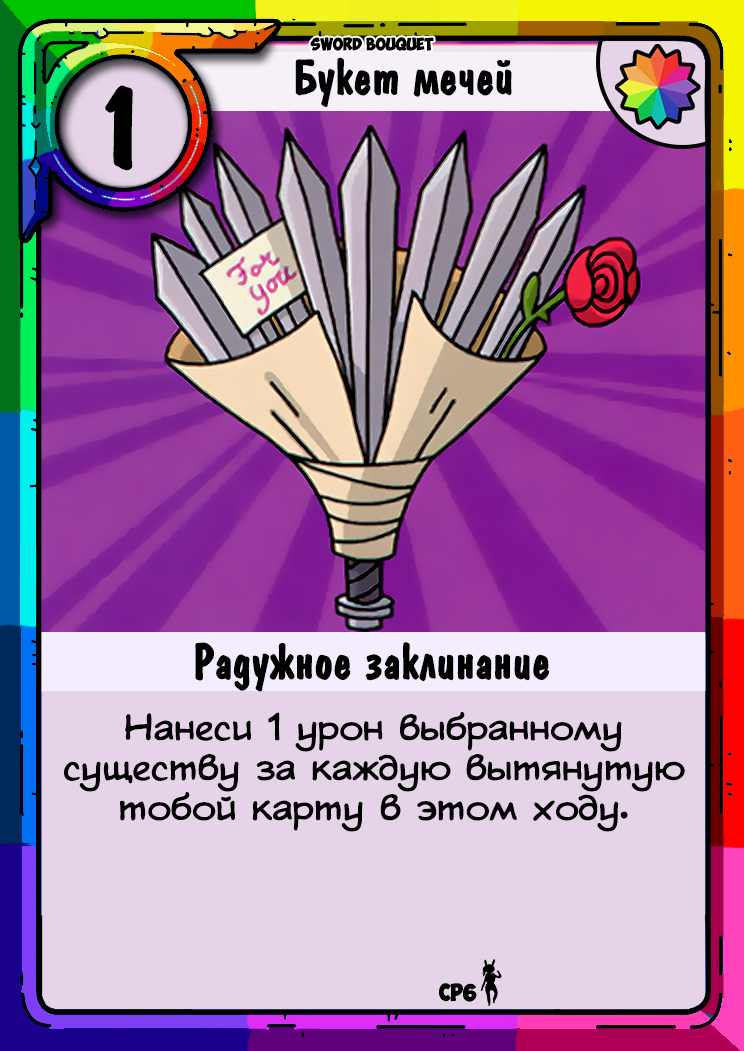 SWORD BOUQUET
1
Букет мечей
For
you
Радужное заклинание
Нанеси 1 урон выбранному
существу за каждую вытянутую
тобой карту в этом ходу.
CP6